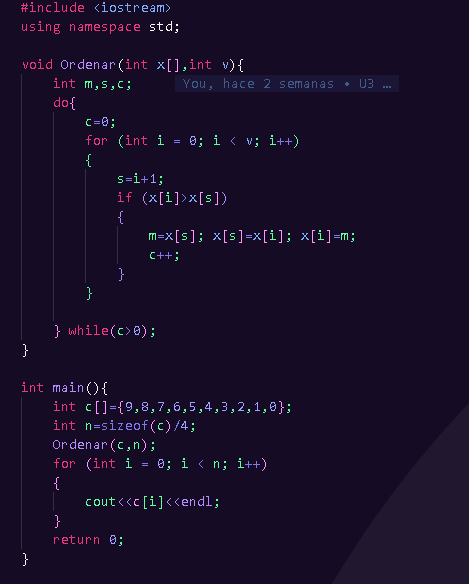 #include <iostream>
using namespace std;

void Ordenar(int x[],int v){
    int m,s,c;     You, hace 2 semanas • U3 …
    do{
        c=0;
        for (int i = 0; i < v; i++)
        {
            s=i+1;
            if (x[i]>x[s])
            {
                m=x[s]; x[s]=x[i]; x[i]=m;
                c++;
            }
        }

    } while(c>0);
}

int main(){
    int c[]={9,8,7,6,5,4,3,2,1,0};
    int n=sizeof(c)/4;
    Ordenar(c,n);
    for (int i = 0; i < n; i++)
    {
        cout<<c[i]<<endl;
    }
    return 0;
}